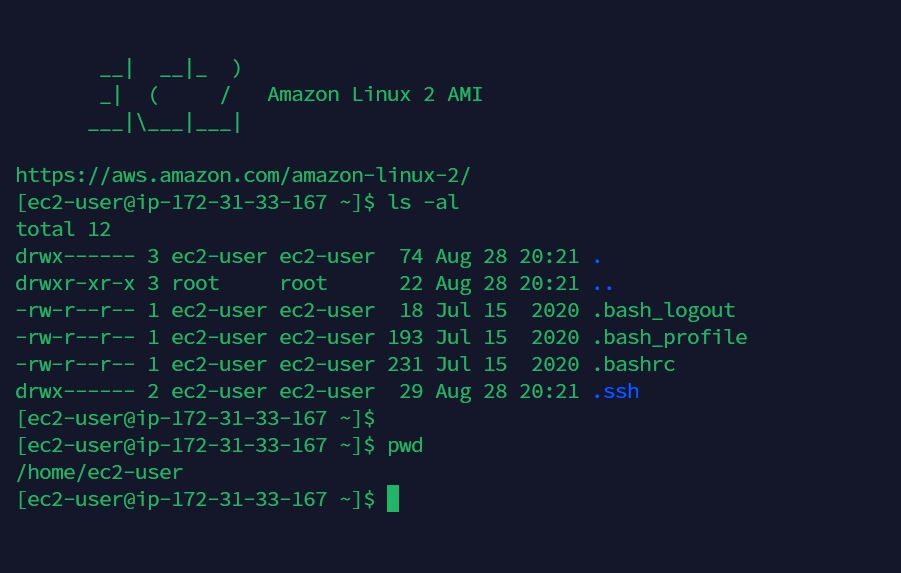 __|  __|_  )
       _|  (     /   Amazon Linux 2 AMI
      ___|\___|___|
https://aws.amazon.com/amazon-linux-2/
[ec2-user@ip-172-31-33-167 ~]$ ls -al
total 12
drwx------ 3 ec2-user ec2-user  74 Aug 28 20:21 .
drwxr-xr-x 3 root     root      22 Aug 28 20:21 ..
-rw-r--r-- 1 ec2-user ec2-user  18 Jul 15  2020 .bash_logout
-rw-r--r-- 1 ec2-user ec2-user 193 Jul 15  2020 .bash_profile
-rw-r--r-- 1 ec2-user ec2-user 231 Jul 15  2020 .bashrc
drwx------ 2 ec2-user ec2-user  29 Aug 28 20:21 .ssh
[ec2-user@ip-172-31-33-167 ~]$
[ec2-user@ip-172-31-33-167 ~]$ pwd
/home/ec2-user
[ec2-user@ip-172-31-33-167 ~]$